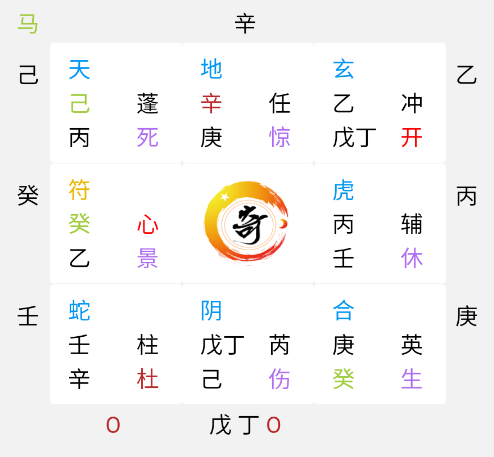 马 辛
己 天 地 玄 乙
己 蓬 辛 任 乙 冲
丙 死 庚 惊 戊丁 开
癸 符 虎 丙
癸 心 奇 丙 辅
乙 景 壬 休
壬 蛇 阴 合 庚
壬 柱 戊丁 芮 庚 英
辛 杜 己 伤 癸 生
O 戊 丁 O